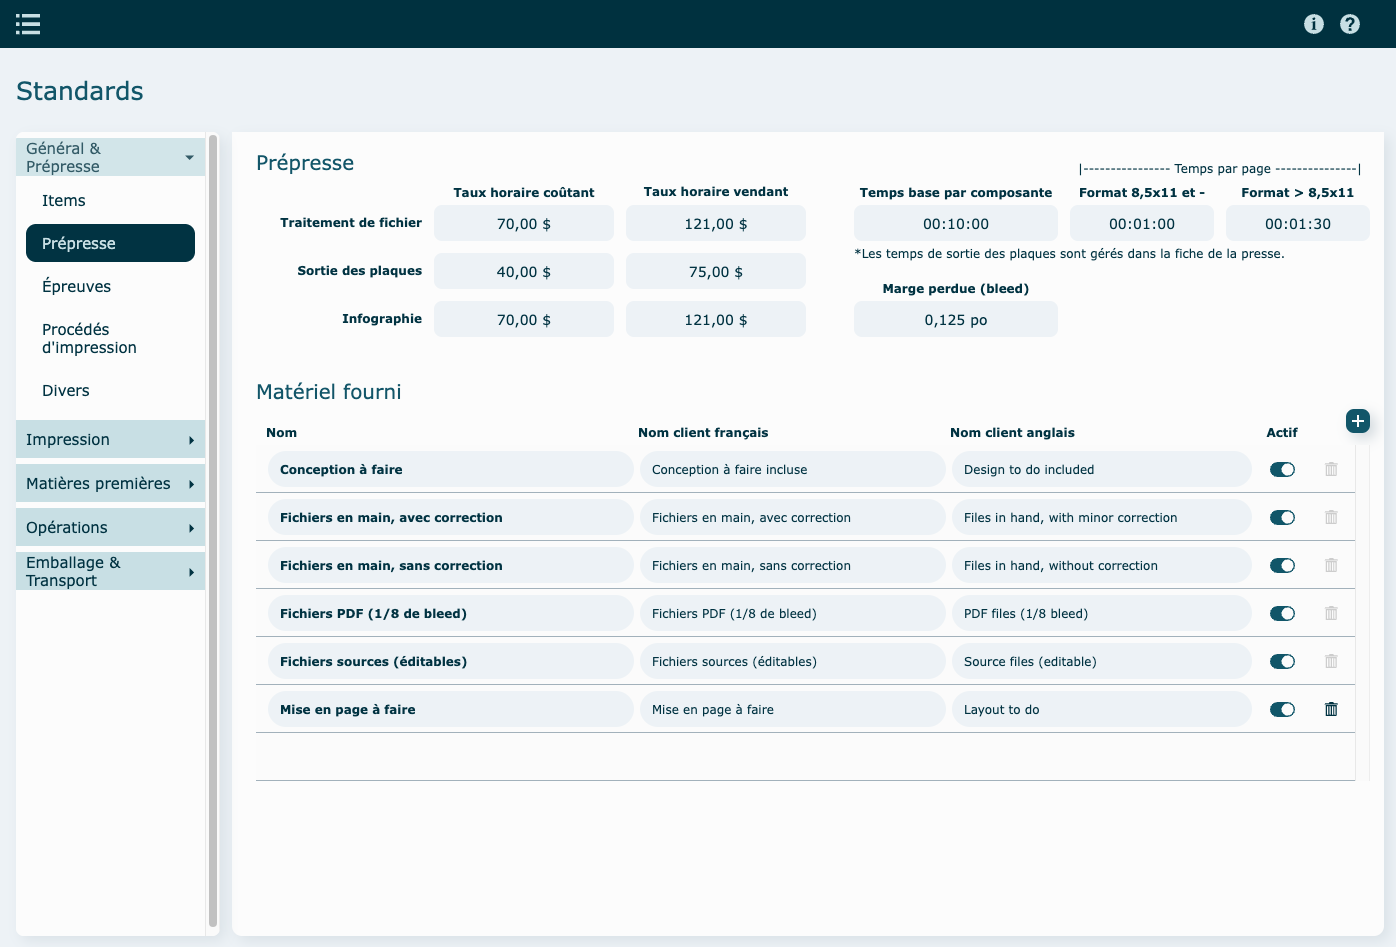 Standards
Général &
Prépresse
Items
Prépresse
Épreuves
Procédés
d'impression
Divers
Impression
Matières premières
Opérations
Emballage &
Transport
Prépresse
|---------------- Temps par page ---------------|
Taux horaire coûtant Taux horaire vendant Temps base par composante Format 8,5x11 et - Format > 8,5x11
Traitement de fichier 70,00 $ 121,00 $ 00:10:00 00:01:00 00:01:30
*Les temps de sortie des plaques sont gérés dans la fiche de la presse.
Sortie des plaques 40,00 $ 75,00 $
Marge perdue (bleed)
Infographie 70,00 $ 121,00 $ 0,125 po
Matériel fourni
Nom Nom client français Nom client anglais Actif
Conception à faire Conception à faire incluse Design to do included
Fichiers en main, avec correction Fichiers en main, avec correction Files in hand, with minor correction
Fichiers en main, sans correction Fichiers en main, sans correction Files in hand, without correction
Fichiers PDF (1/8 de bleed) Fichiers PDF (1/8 de bleed) PDF files (1/8 bleed)
Fichiers sources (éditables) Fichiers sources (éditables) Source files (editable)
Mise en page à faire Mise en page à faire Layout to do